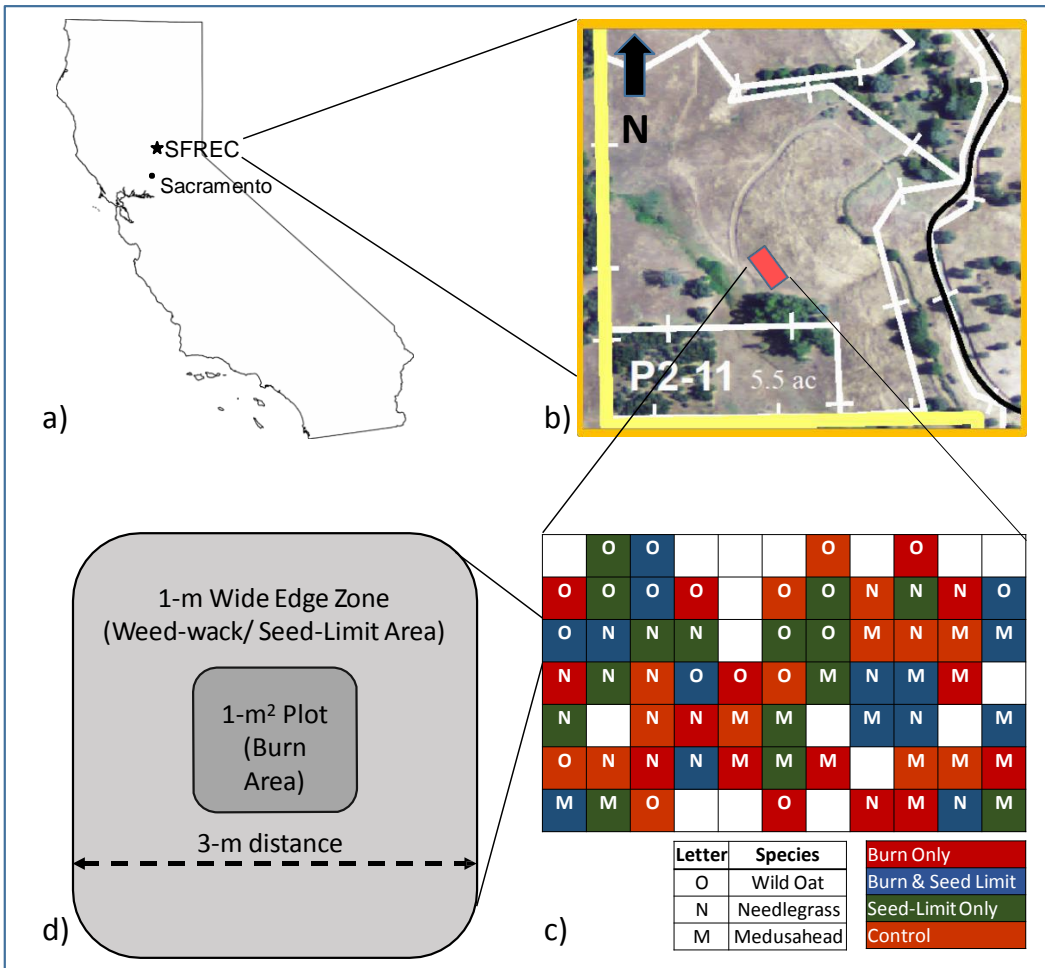 SFREC
Sacramento
a)
N
P2-11 5.5 ac
b)
1-m Wide Edge Zone
(Weed-wack/ Seed-Limit Area)
1-m² Plot
(Burn
Area)
3-m distance
d)
O O O O
O O O O O O N N N O
O N N N O O M N M M
N N N O O O M N M M
N N N M M M N M
O N N N M M M M M M
M M O O N M N M
c)
Letter Species
O Wild Oat
N Needlegrass
M Medusahead
Burn Only
Burn & Seed Limit
Seed-Limit Only
Control